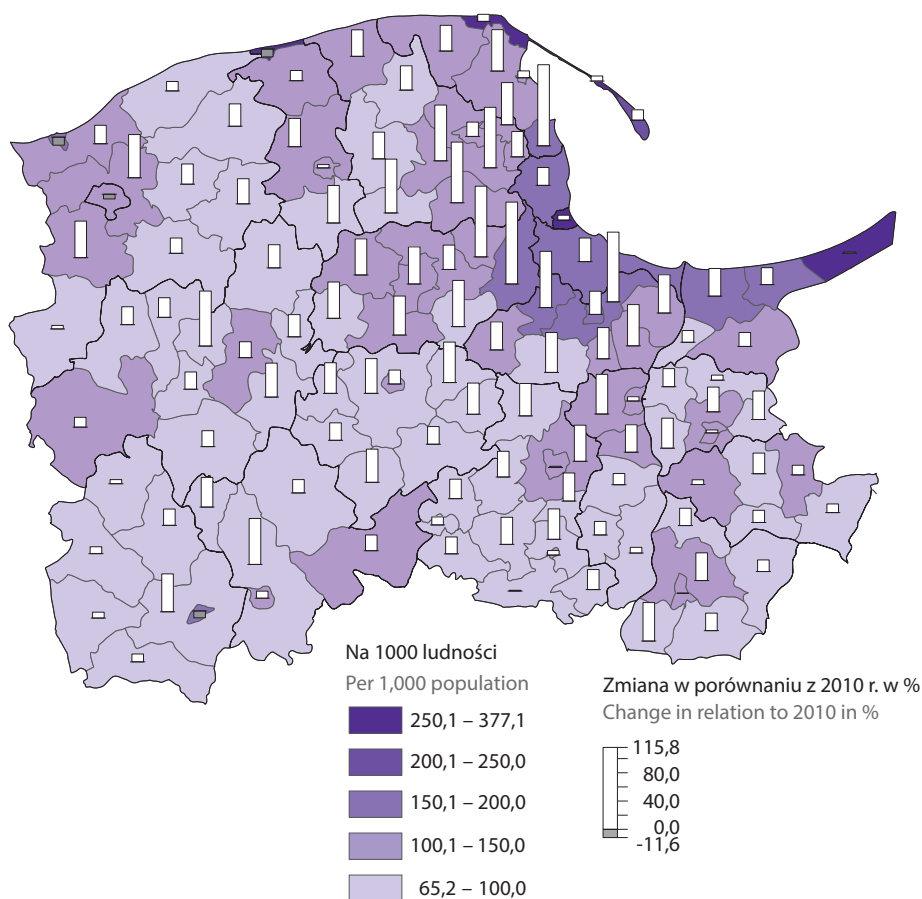 Na 1000 ludności
Per 1,000 population
250,1 – 377,1
200,1 – 250,0
150,1 – 200,0
100,1 – 150,0
65,2 – 100,0
Zmiana w porównaniu z 2010 r. w %
Change in relation to 2010 in %
115,8
80,0
40,0
0,0
-11,6